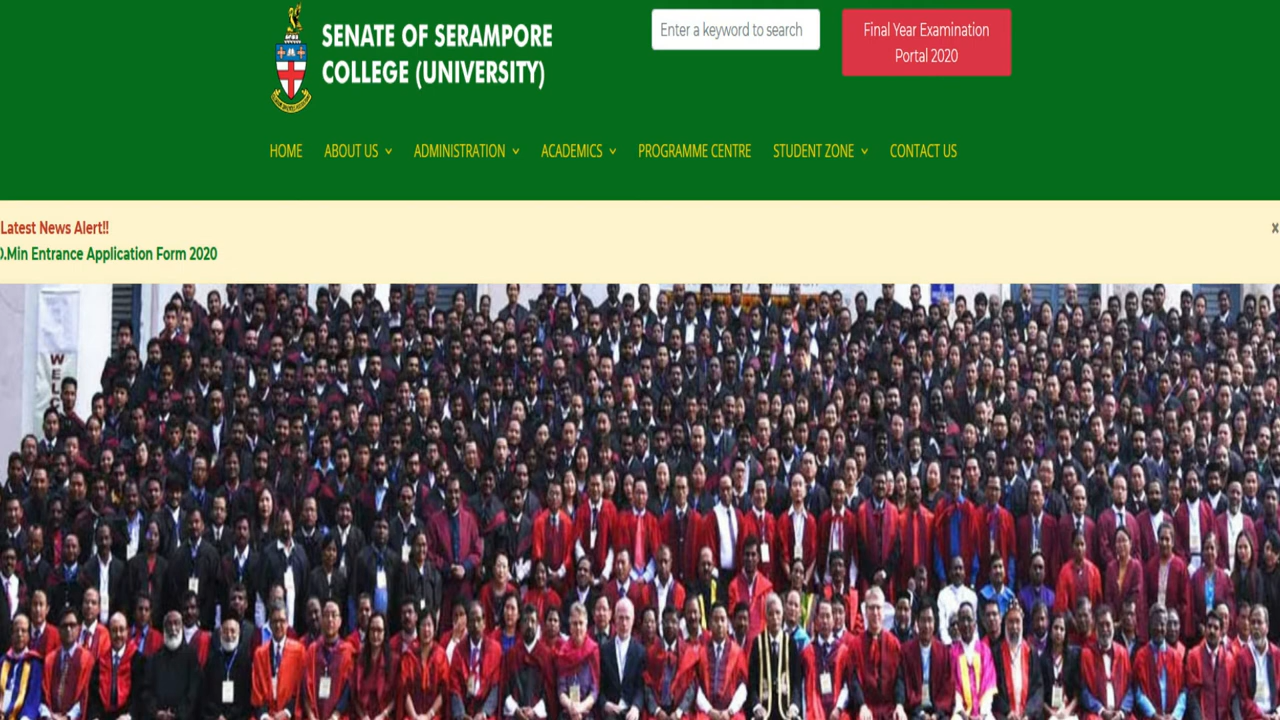 SENATE OF SERAMPORE
COLLEGE (UNIVERSITY)
Enter a keyword to search
Final Year Examination
Portal 2020
HOME ABOUT US ADMINISTRATION ACADEMICS PROGRAMME CENTRE STUDENT ZONE CONTACT US
Latest News Alert!!
.Min Entrance Application Form 2020
WELC